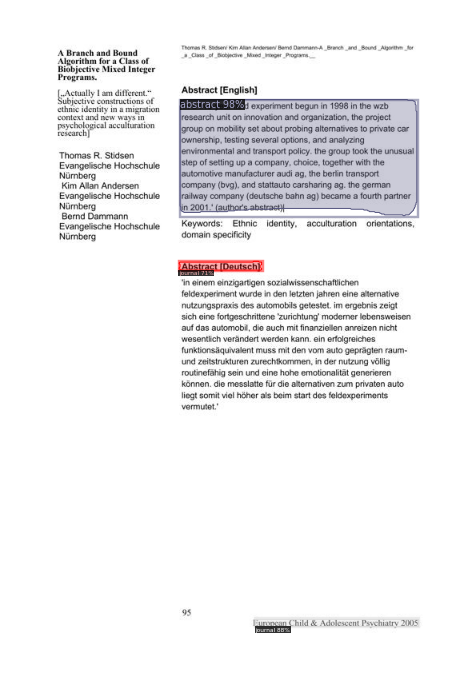 Thomas R. Stidsen/ Kim Allan Andersen/ Bernd Dammann-A _Branch _and _Bound _Algorithm _for
_a _Class _of _Biobjective _Mixed _Integer _Programs.__
A Branch and Bound
Algorithm for a Class of
Biobjective Mixed Integer
Programs.
[„Actually I am different.“
Subjective constructions of
ethnic identity in a migration
context and new ways in
psychological acculturation
research]
Thomas R. Stidsen
Evangelische Hochschule
Nürnberg
Kim Allan Andersen
Evangelische Hochschule
Nürnberg
Bernd Dammann
Evangelische Hochschule
Nürnberg
Abstract [English]
abstract 98%
experiment begun in 1998 in the wzb
research unit on innovation and organization, the project
group on mobility set about probing alternatives to private car
ownership, testing several options, and analyzing
environmental and transport policy. the group took the unusual
step of setting up a company, choice, together with the
automotive manufacturer audi ag, the berlin transport
company (bvg), and stattauto carsharing ag. the german
railway company (deutsche bahn ag) became a fourth partner
in 2001.' (author's abstract)|
Keywords: Ethnic identity, acculturation orientations,
domain specificity
Abstract [Deutsch]
journal 71%
'in einem einzigartigen sozialwissenschaftlichen
feldexperiment wurde in den letzten jahren eine alternative
nutzungspraxis des automobils getestet. im ergebnis zeigt
sich eine fortgeschrittene 'zurichtung' moderner lebensweisen
auf das automobil, die auch mit finanziellen anreizen nicht
wesentlich verändert werden kann. ein erfolgreiches
funktionsäquivalent muss mit den vom auto geprägten raum-
und zeitstrukturen zurechtkommen, in der nutzung völlig
routinefähig sein und eine hohe emotionalität generieren
können. die messlatte für die alternativen zum privaten auto
liegt somit viel höher als beim start des feldexperiments
vermutet.'
95
European Child & Adolescent Psychiatry 2005
journal 88%